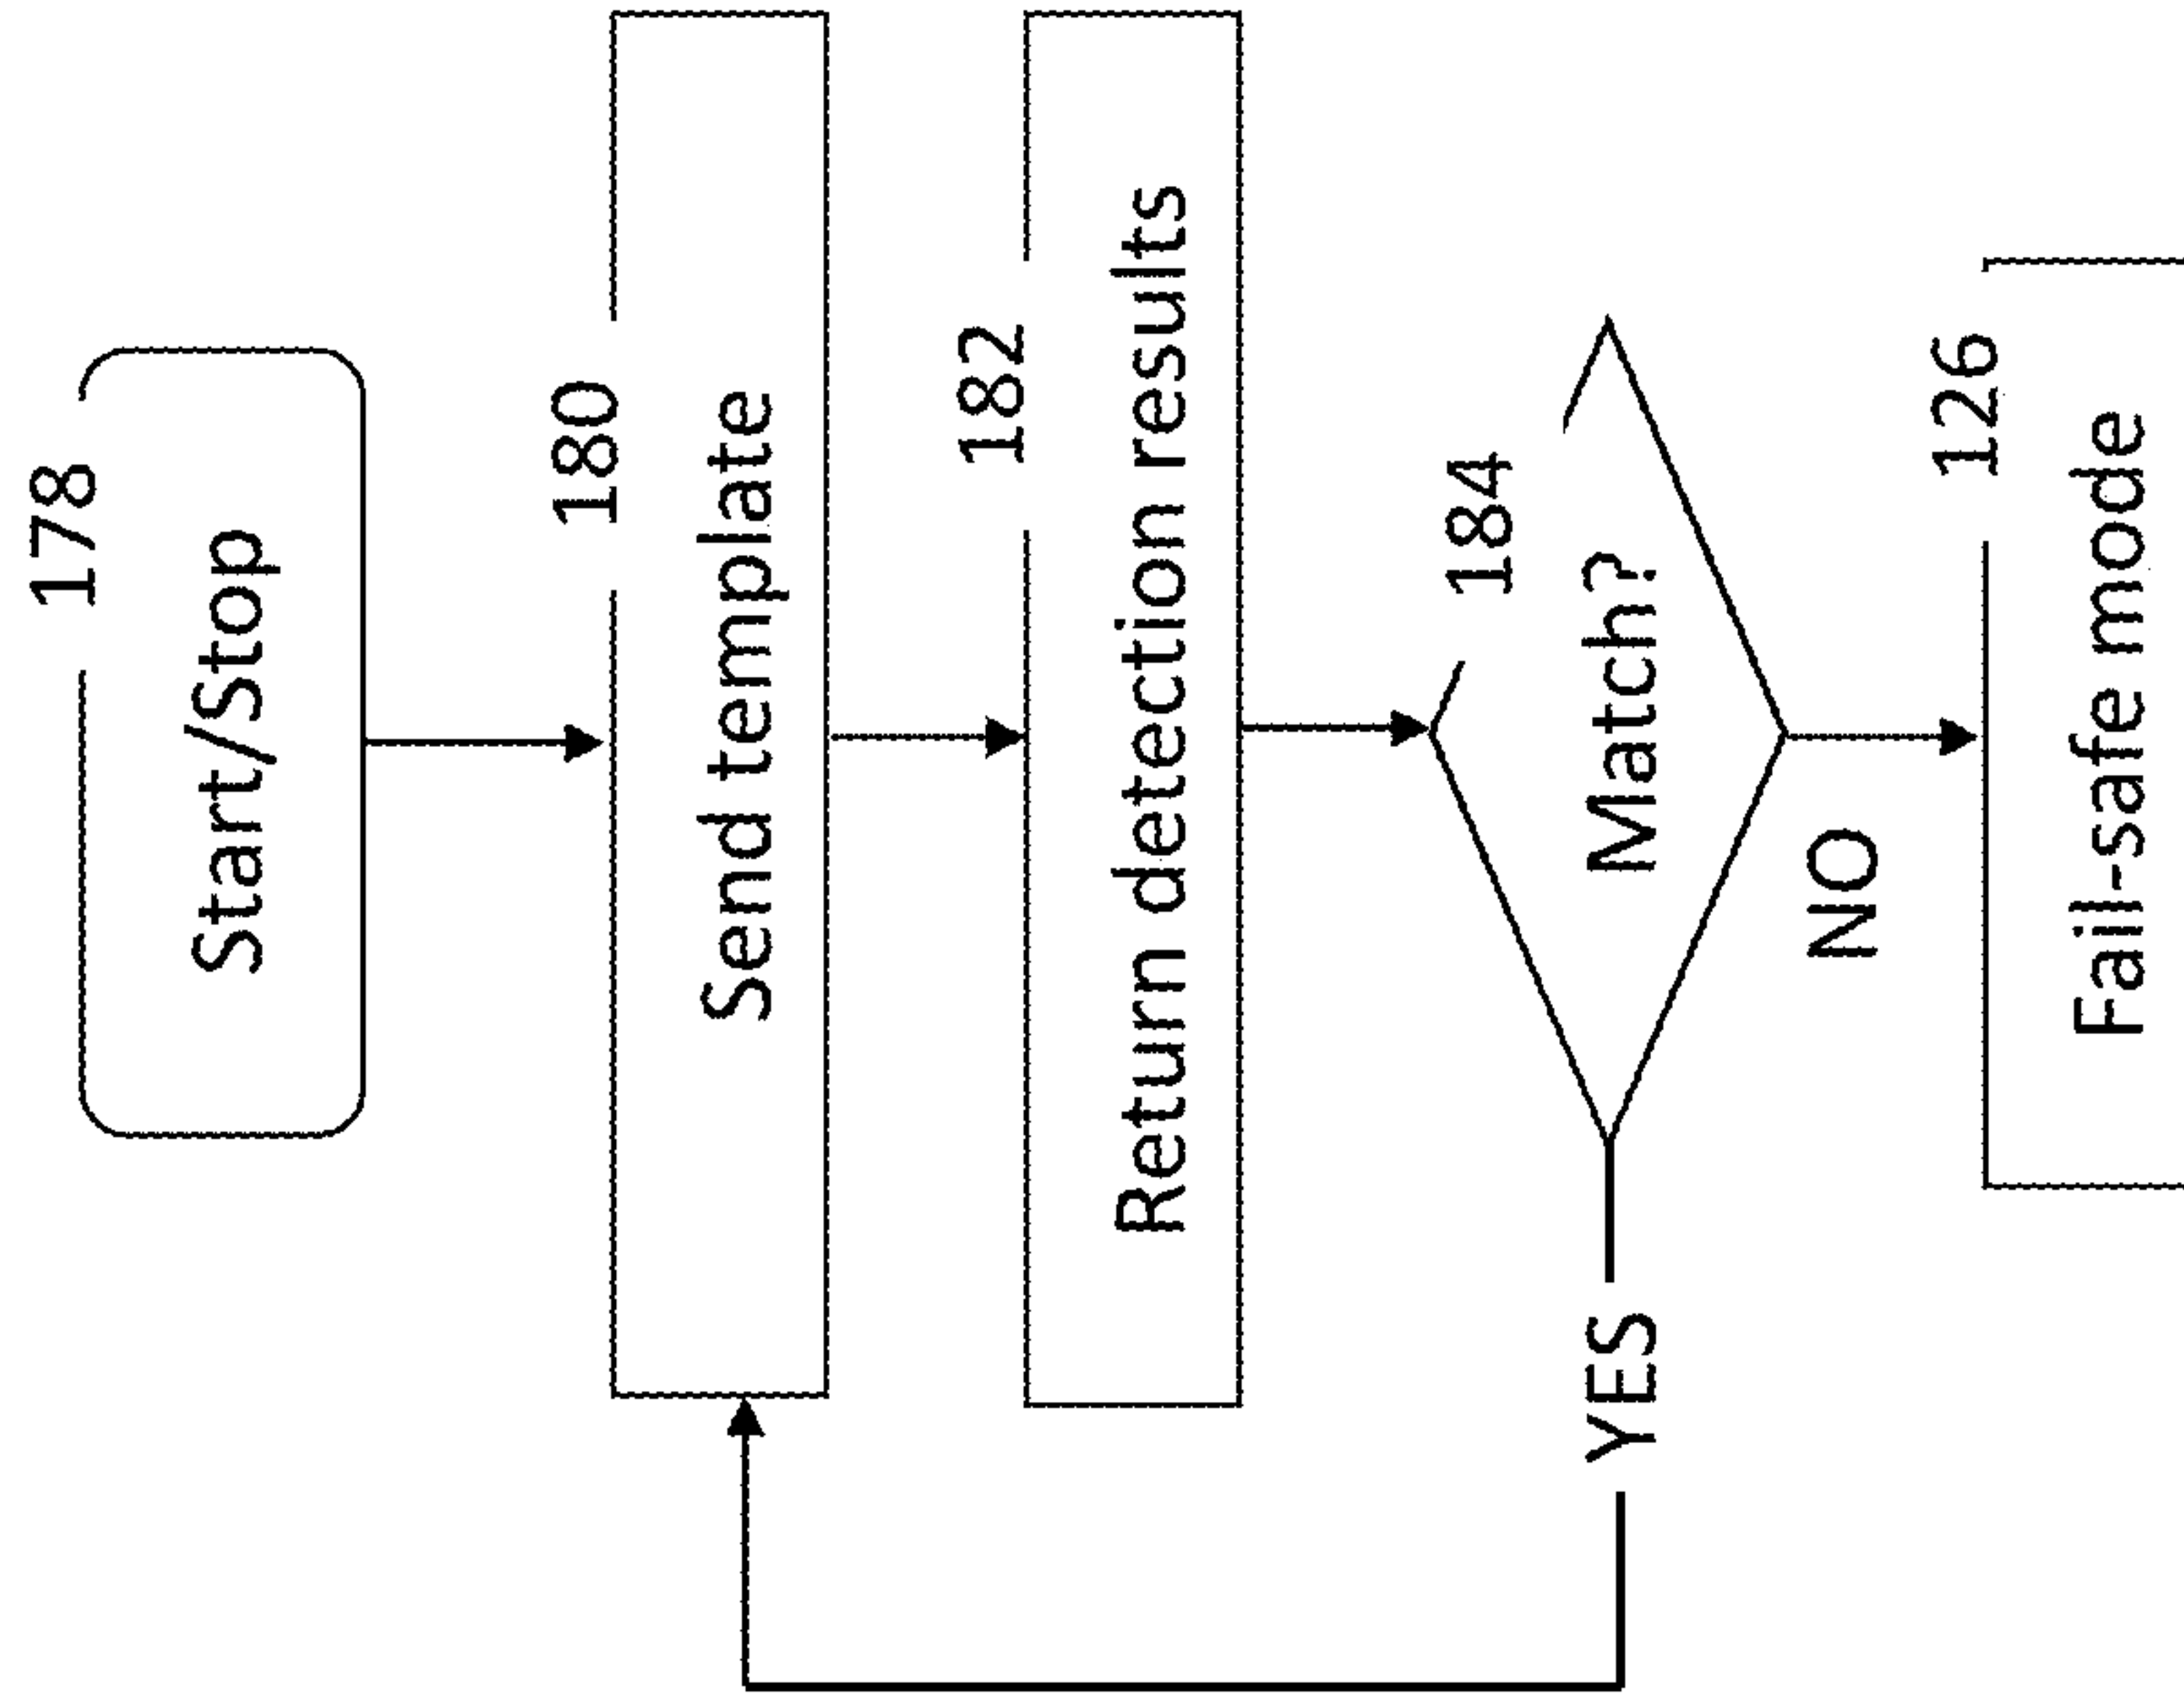 178
Start/Stop
180
Send template
182
Return detection results
184
Match?
YES
NO
126
Fail-safe mode